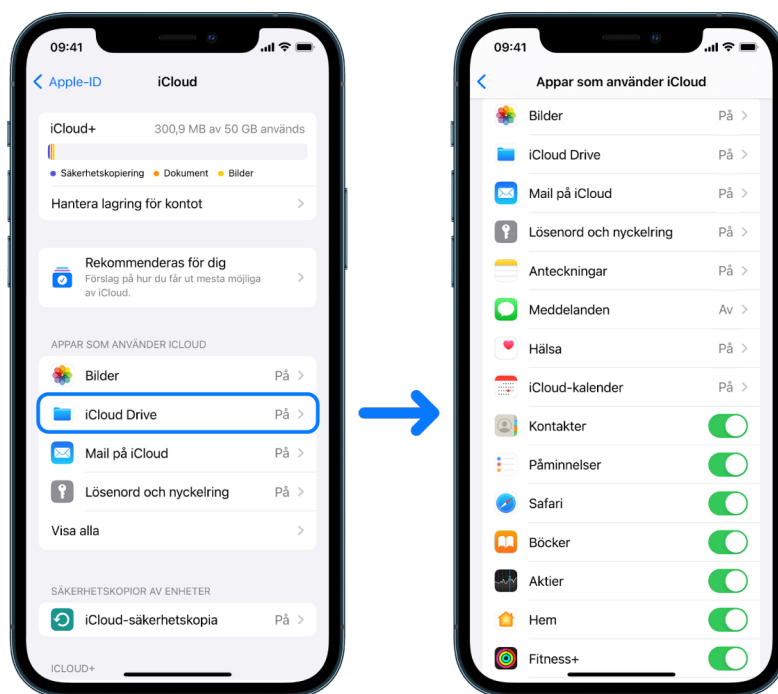 09:41
Apple-ID
iCloud
iCloud+ 300,9 MB av 50 GB används
Säkerhetskopiering Dokument Bilder
Hantera lagring för kontot
Rekommenderas för dig
Förslag på hur du får ut mesta möjliga
av iCloud.
APPAR SOM ANVÄNDER ICLOUD
Bilder På
iCloud Drive På
Mail på iCloud På
Lösenord och nyckelring På
Visa alla
SÄKERHETSKOPIOR AV ENHETER
iCloud-säkerhetskopia På
ICLOUD+
09:41
Appar som använder iCloud
Bilder På
iCloud Drive På
Mail på iCloud På
Lösenord och nyckelring På
Anteckningar På
Meddelanden Av
Hälsa På
iCloud-kalender På
Kontakter
Påminnelser
Safari
Böcker
Aktier
Hem
Fitness+